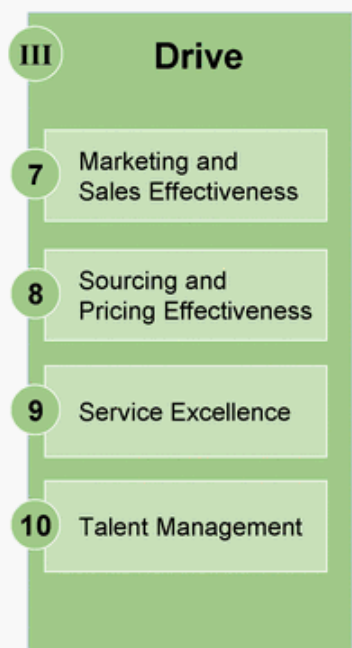 III
Drive
7
Marketing and
Sales Effectiveness
8
Sourcing and
Pricing Effectiveness
9
Service Excellence
10
Talent Management